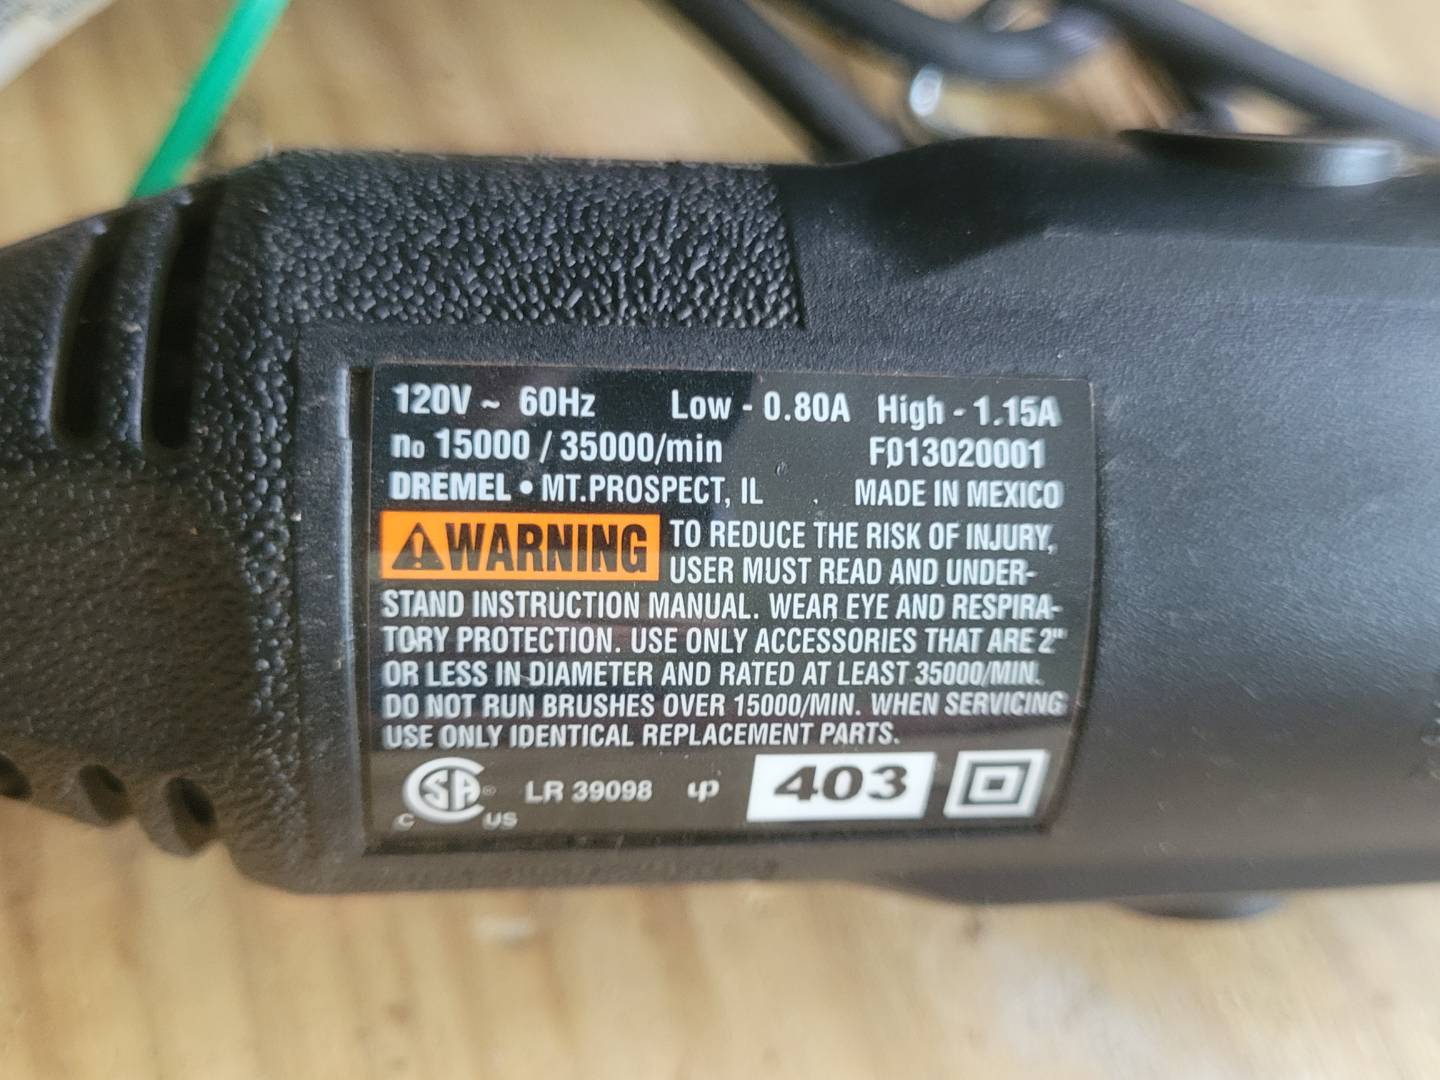 120V ~ 60Hz Low - 0.80A High - 1.15A
n₀ 15000 / 35000/min F013020001
DREMEL • MT.PROSPECT, IL MADE IN MEXICO
⚠WARNING TO REDUCE THE RISK OF INJURY,
USER MUST READ AND UNDER-
STAND INSTRUCTION MANUAL. WEAR EYE AND RESPIRA-
TORY PROTECTION. USE ONLY ACCESSORIES THAT ARE 2"
OR LESS IN DIAMETER AND RATED AT LEAST 35000/MIN.
DO NOT RUN BRUSHES OVER 15000/MIN. WHEN SERVICING
USE ONLY IDENTICAL REPLACEMENT PARTS.
C SA ® US LR 39098 403